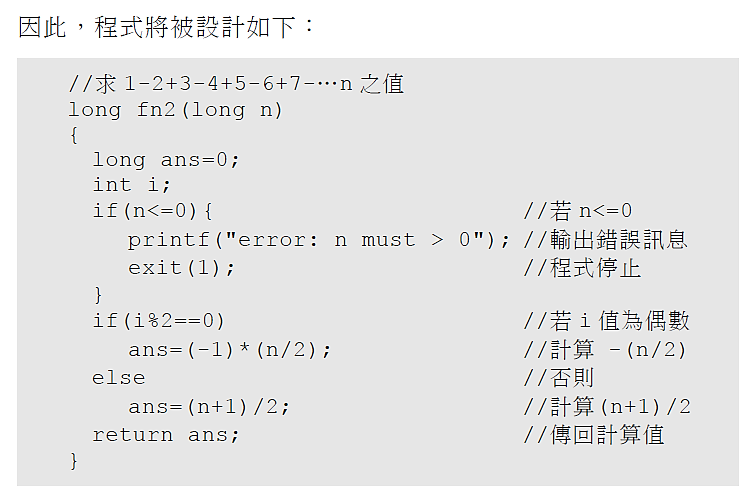 因此，程式將被設計如下：
//求 1-2+3-4+5-6+7-…n 之值
long fn2(long n)
{
long ans=0;
int i;
if(n<=0){ //若 n<=0
printf("error: n must > 0"); //輸出錯誤訊息
exit(1); //程式停止
}
if(i%2==0) //若 i 值為偶數
ans=(-1)*(n/2); //計算 -(n/2)
else //否則
ans=(n+1)/2; //計算(n+1)/2
return ans; //傳回計算值
}